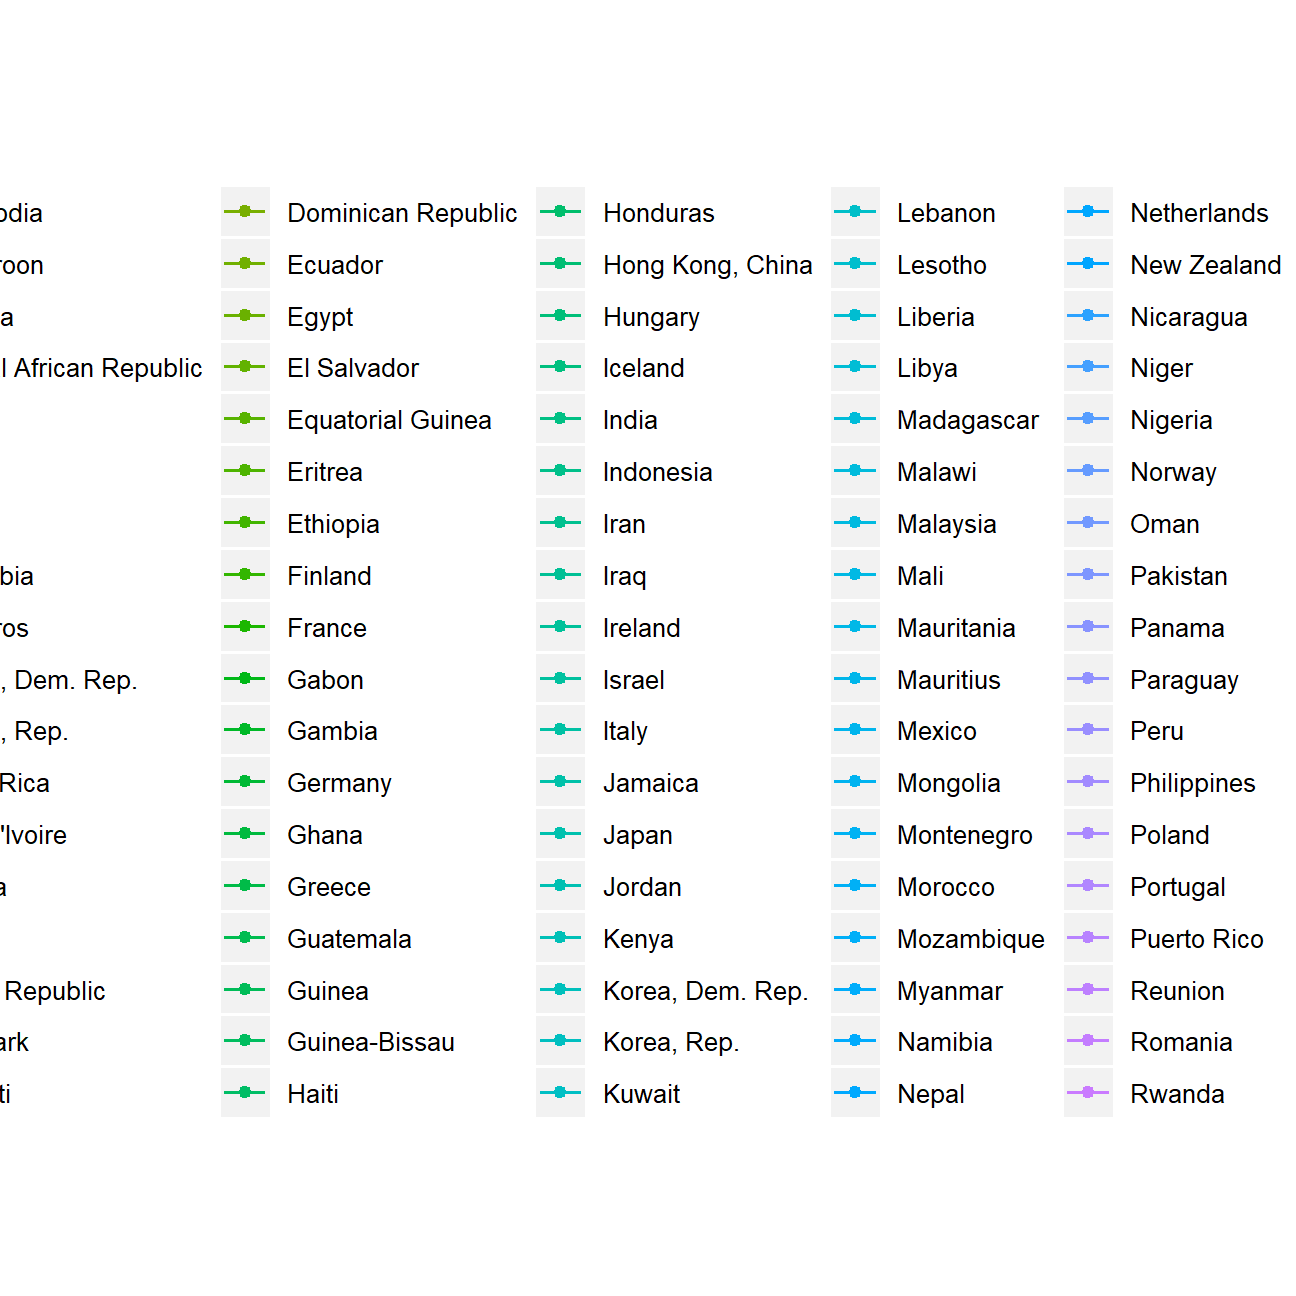 odia
roon
a
l African Republic
bia
ros
, Dem. Rep.
, Rep.
Rica
'Ivoire
a
Republic
ark
ti
Dominican Republic
Ecuador
Egypt
El Salvador
Equatorial Guinea
Eritrea
Ethiopia
Finland
France
Gabon
Gambia
Germany
Ghana
Greece
Guatemala
Guinea
Guinea-Bissau
Haiti
Honduras
Hong Kong, China
Hungary
Iceland
India
Indonesia
Iran
Iraq
Ireland
Israel
Italy
Jamaica
Japan
Jordan
Kenya
Korea, Dem. Rep.
Korea, Rep.
Kuwait
Lebanon
Lesotho
Liberia
Libya
Madagascar
Malawi
Malaysia
Mali
Mauritania
Mauritius
Mexico
Mongolia
Montenegro
Morocco
Mozambique
Myanmar
Namibia
Nepal
Netherlands
New Zealand
Nicaragua
Niger
Nigeria
Norway
Oman
Pakistan
Panama
Paraguay
Peru
Philippines
Poland
Portugal
Puerto Rico
Reunion
Romania
Rwanda